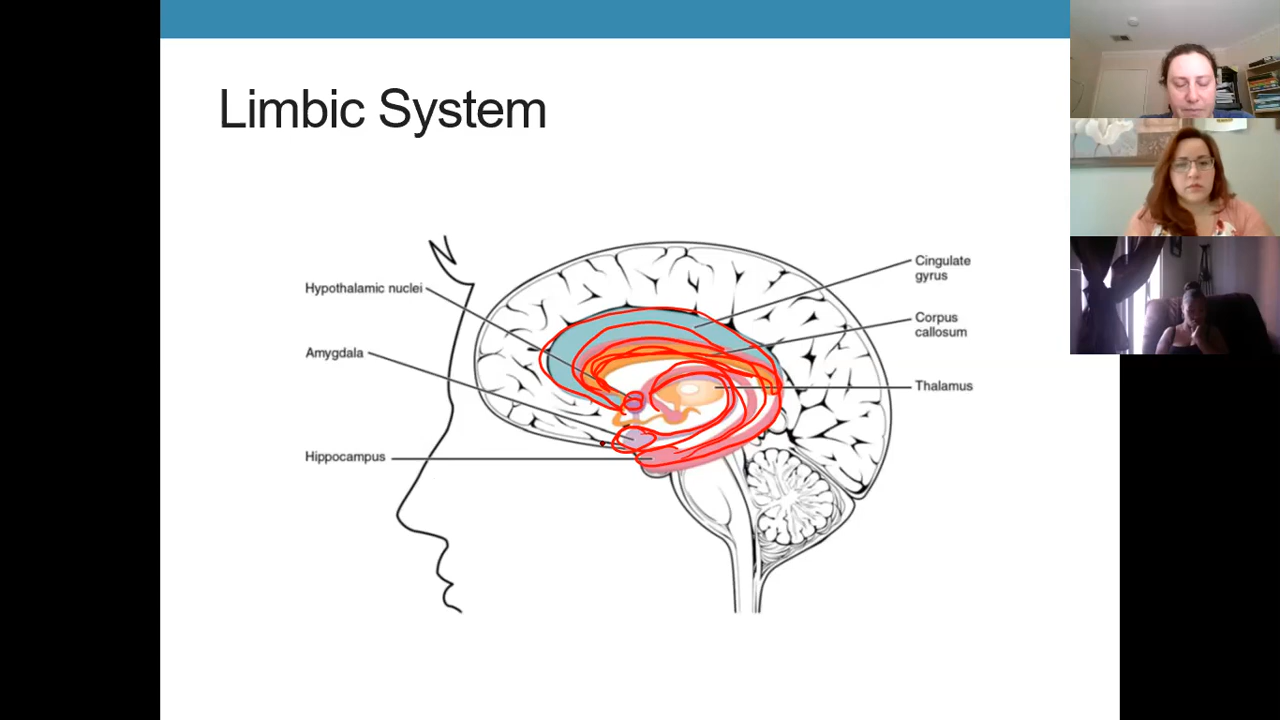 Limbic System
Hypothalamic nuclei
Amygdala
Hippocampus
Cingulate
gyrus
Corpus
callosum
Thalamus